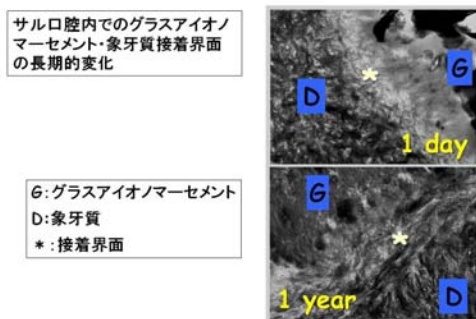 サル口腔内でのグラスアイオノ
マーセメント・象牙質接着界面
の長期的変化
G
*
D
1 day
G
*
1 year
D
G:グラスアイオノマーセメント
D:象牙質
*:接着界面